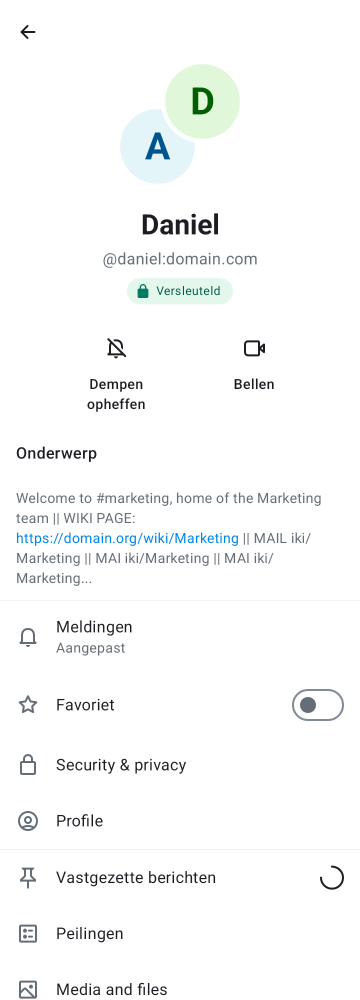 D
A
Daniel
@daniel:domain.com
Versleuteld
Dempen
opheffen
Bellen
Onderwerp
Welcome to #marketing, home of the Marketing
team || WIKI PAGE:
https://domain.org/wiki/Marketing || MAIL iki/
Marketing || MAI iki/Marketing || MAI iki/
Marketing...
Meldingen
Aangepast
Favoriet
Security & privacy
Profile
Vastgezette berichten
Peilingen
Media and files